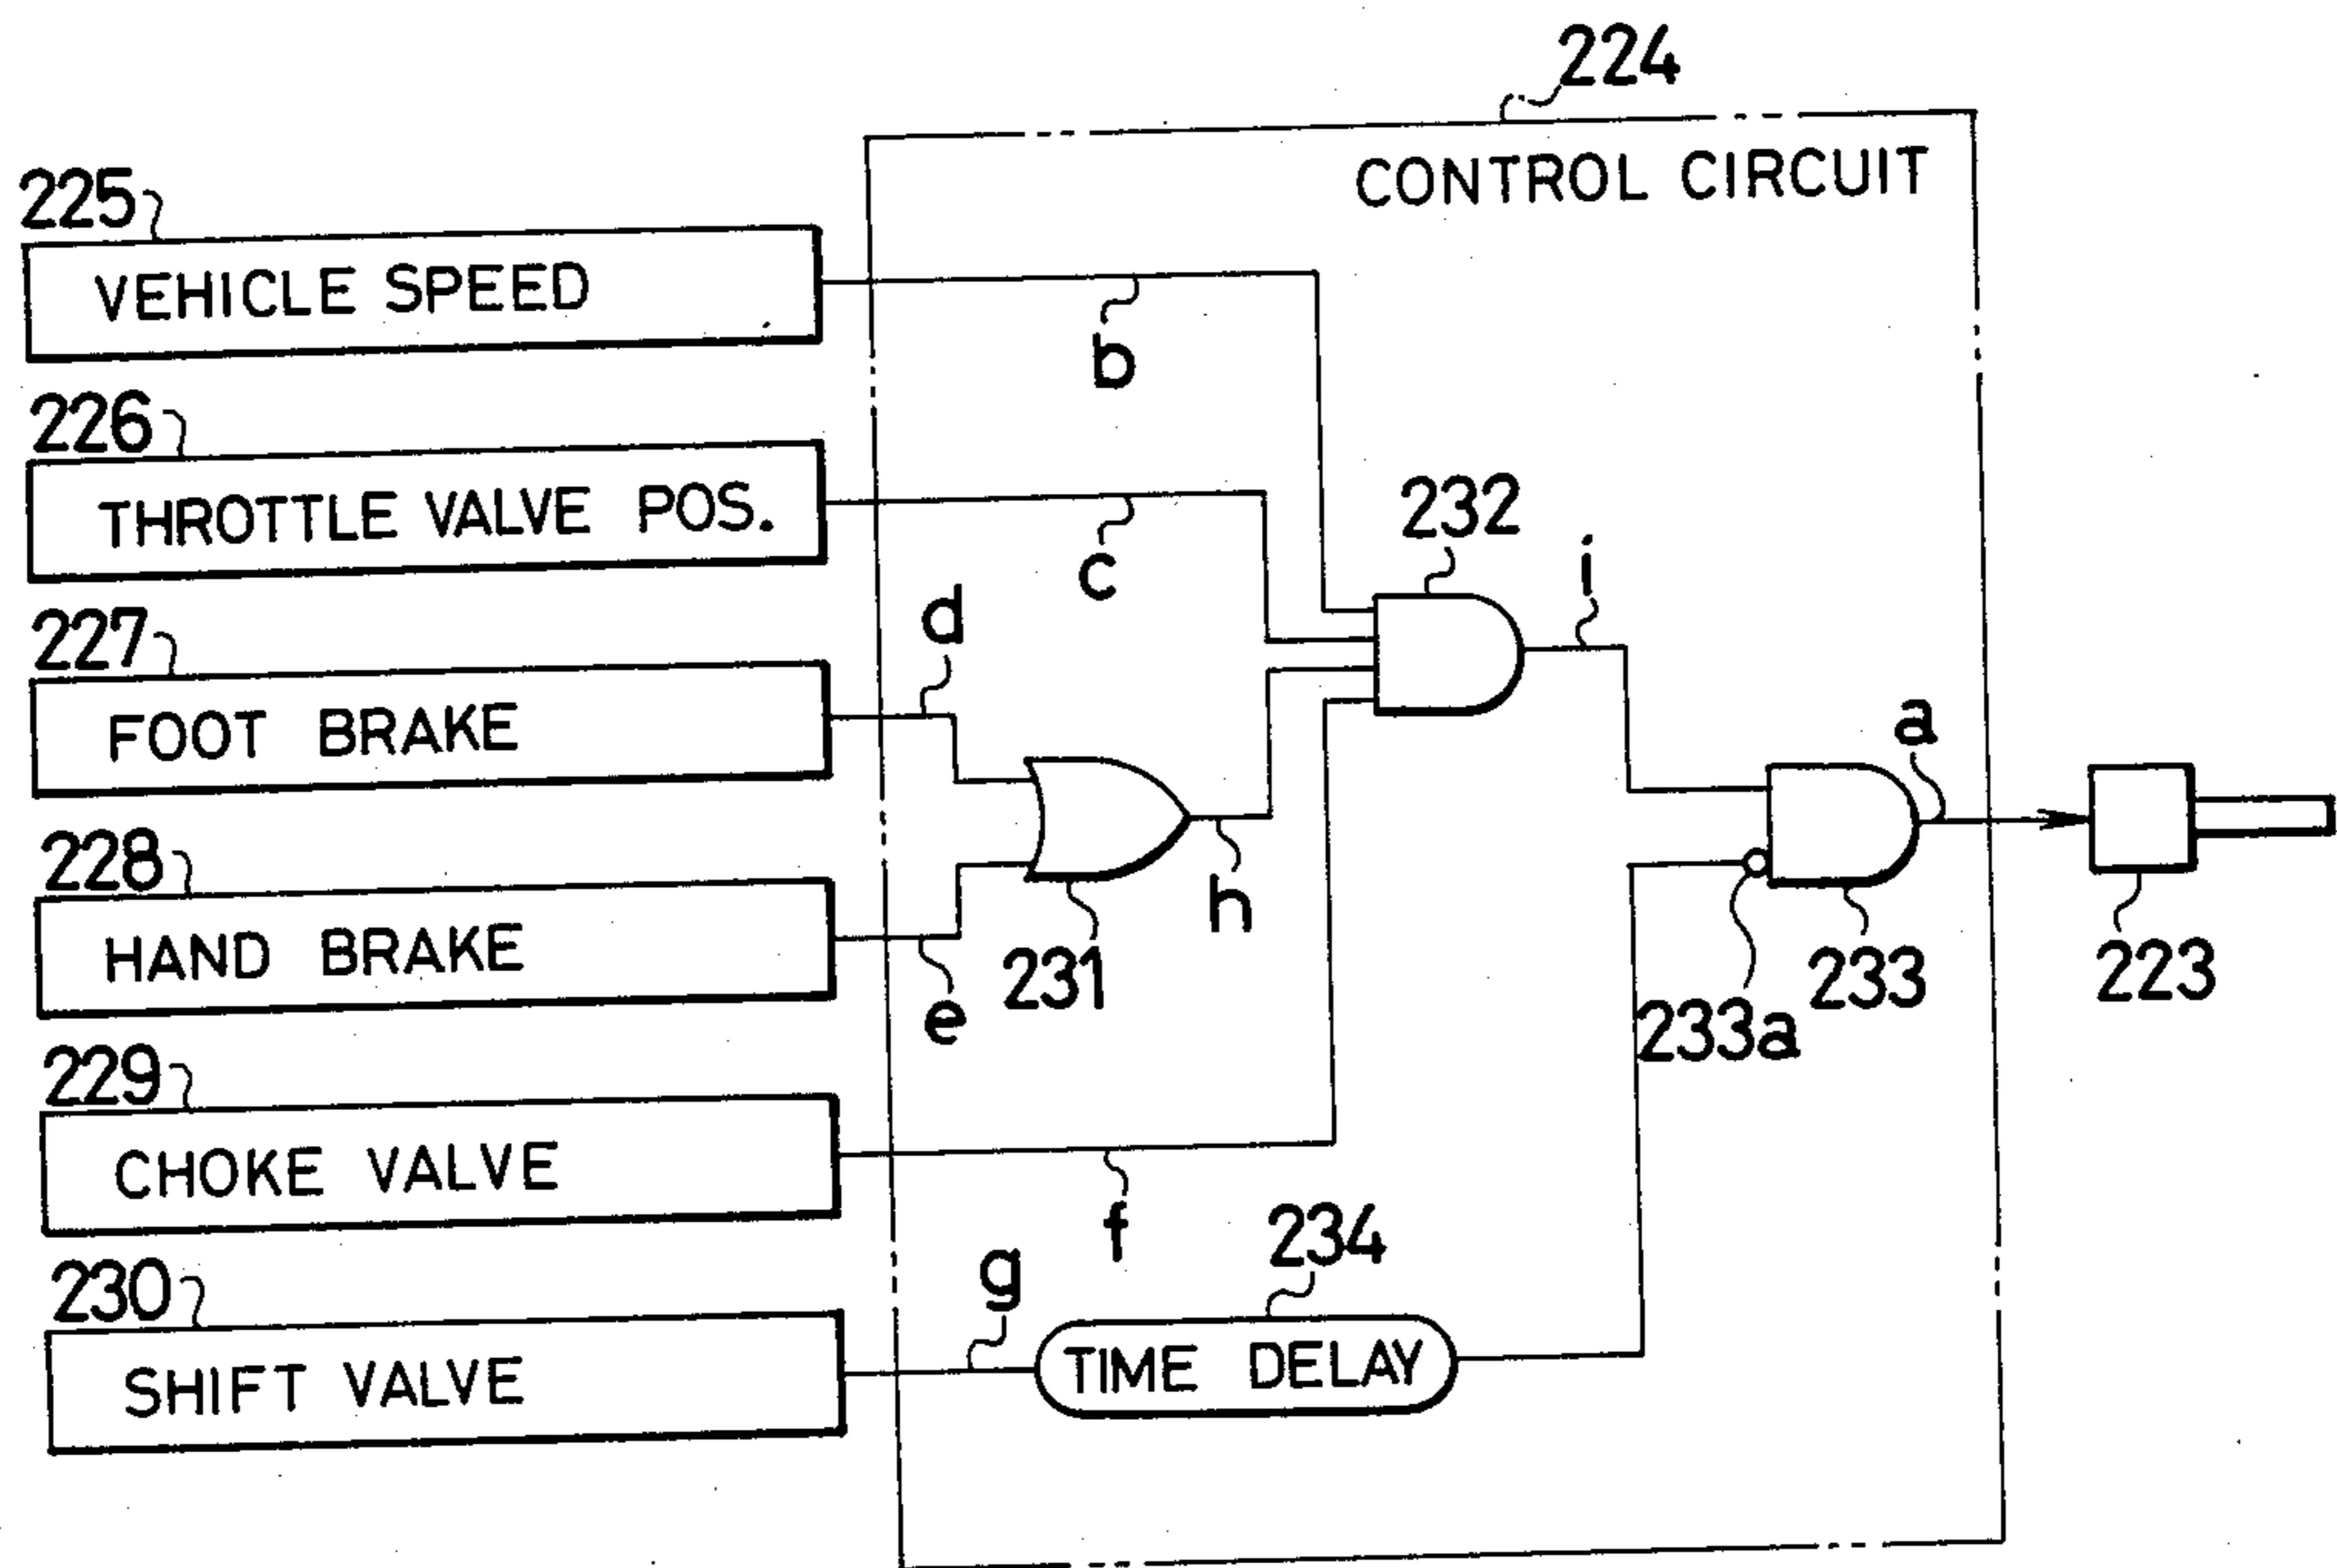 224
CONTROL CIRCUIT
225
VEHICLE SPEED
b
226
THROTTLE VALVE POS.
c
232
i
227
d
FOOT BRAKE
a
228
HAND BRAKE
e
231
h
233a
233
223
229
CHOKE VALVE
f
230
g
234
SHIFT VALVE
TIME DELAY